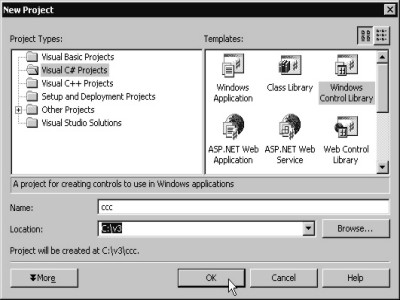 New Project
Project Types:
Templates:
Visual Basic Projects
Visual C# Projects
Visual C++ Projects
Setup and Deployment Projects
Other Projects
Visual Studio Solutions
Windows Application
Class Library
Windows Control Library
ASP.NET Web Application
ASP.NET Web Service
Web Control Library
A project for creating controls to use in Windows applications
Name:
ccc
Location:
C:\v3
Browse...
Project will be created at C:\v3\ccc.
More
OK
Cancel
Help